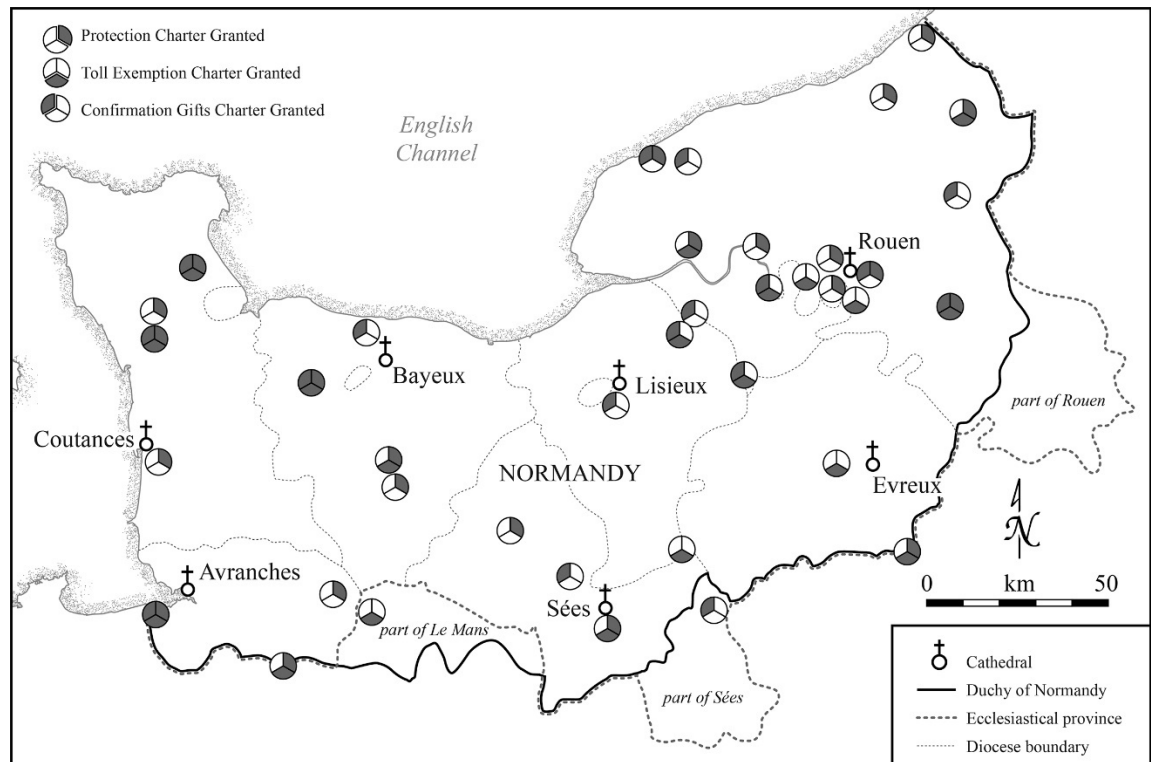 Protection Charter Granted
Toll Exemption Charter Granted
Confirmation Gifts Charter Granted
English
Channel
Rouen
Bayeux
Lisieux
part of Rouen
Coutances
NORMANDY
Evreux
N
Avranches
0 km 50
Sées
part of Le Mans
part of Sées
Cathedral
Duchy of Normandy
Ecclesiastical province
Diocese boundary